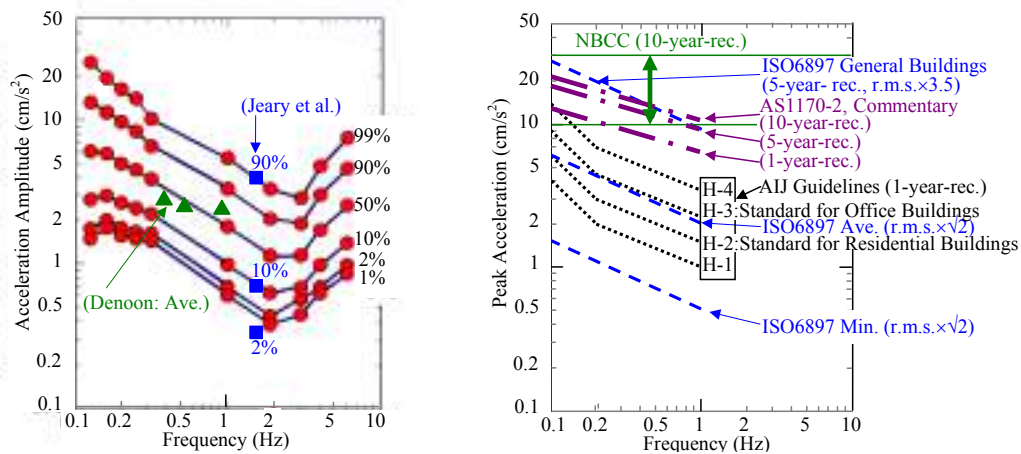 50
20
10
5
2
1
0.5
0.2
0.1
Acceleration Amplitude (cm/s²)
(Jeary et al.)
99%
90%
90%
50%
10%
10%
2%
1%
2%
(Denoon: Ave.)
0.1 0.2 0.5 1 2 5 10
Frequency (Hz)
50
20
10
5
2
1
0.5
0.2
0.1
Peak Acceleration (cm/s²)
NBCC (10-year-rec.)
ISO6897 General Buildings
(5-year- rec., r.m.s.×3.5)
AS1170-2, Commentary
(10-year-rec.)
(5-year-rec.)
(1-year-rec.)
H-4 AIJ Guidelines (1-year-rec.)
H-3:Standard for Office Buildings
ISO6897 Ave. (r.m.s.×√2)
H-2:Standard for Residential Buildings
H-1
ISO6897 Min. (r.m.s.×√2)
0.1 0.2 0.5 1 2 5 10
Frequency (Hz)